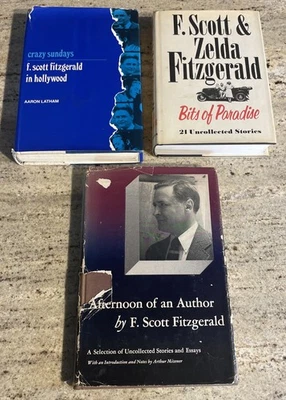 crazy sundays
f. scott fitzgerald
in hollywood
AARON LATHAM
F. Scott &
Zelda
Fitzgerald
Bits of Paradise
21 Uncollected Stories
Afternoon of an Author
by F. Scott Fitzgerald
A Selection of Uncollected Stories and Essays
With an Introduction and Notes by Arthur Mizener